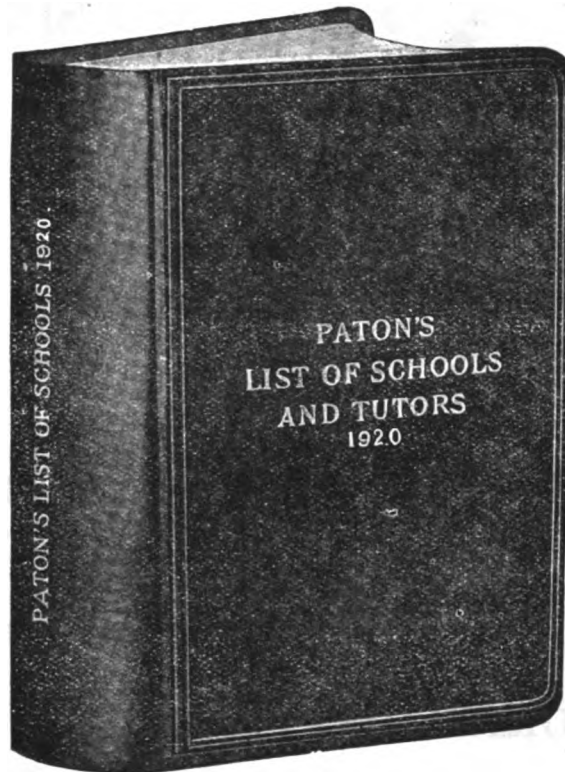 PATON'S LIST OF SCHOOLS 1920.
PATON'S
LIST OF SCHOOLS
AND TUTORS
1920